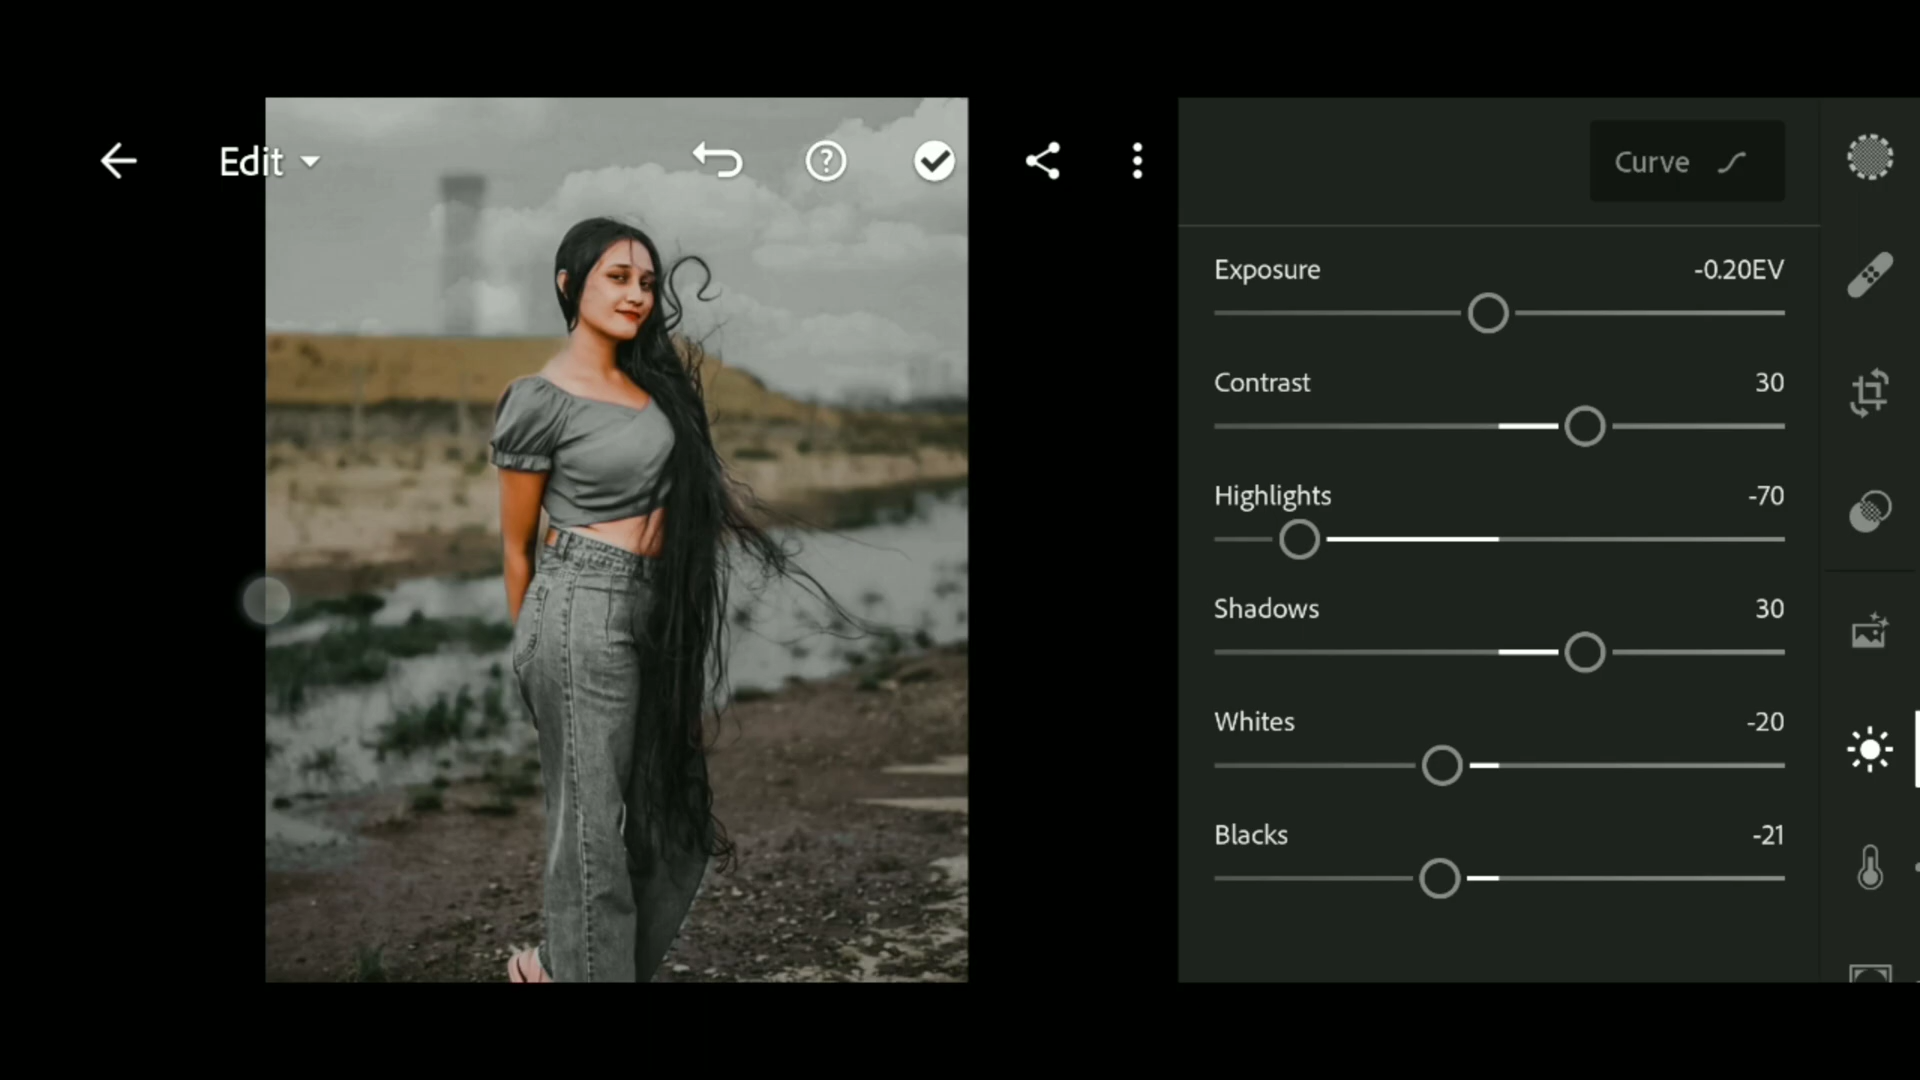 Edit
Curve
Exposure -0.20EV
Contrast 30
Highlights -70
Shadows 30
Whites -20
Blacks -21